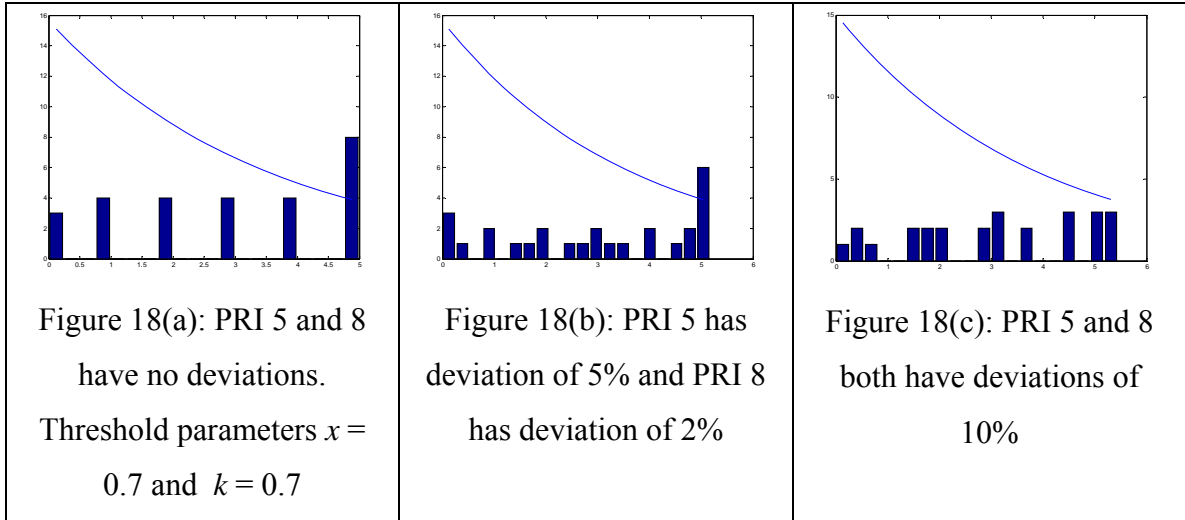 16
14
12
10
8
6
4
2
0
0 0.5 1 1.5 2 2.5 3 3.5 4 4.5 5
Figure 18(a): PRI 5 and 8
have no deviations.
Threshold parameters x =
0.7 and k = 0.7
16
14
12
10
8
6
4
2
0
0 1 2 3 4 5 6
Figure 18(b): PRI 5 has
deviation of 5% and PRI 8
has deviation of 2%
15
10
5
0
0 1 2 3 4 5 6
Figure 18(c): PRI 5 and 8
both have deviations of
10%